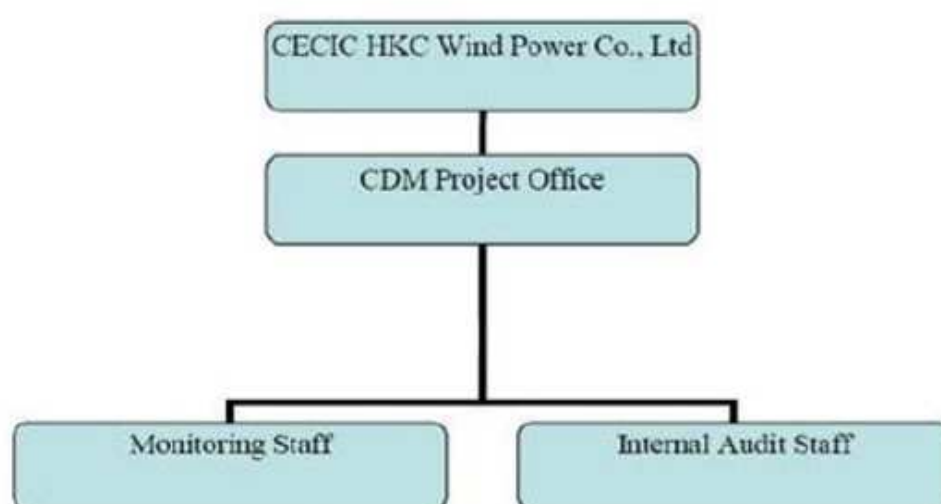 CECIC HKC Wind Power Co., Ltd
CDM Project Office
Monitoring Staff
Internal Audit Staff